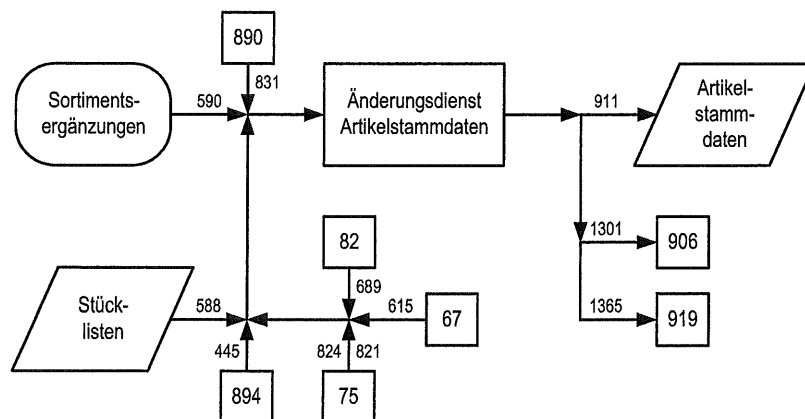 890
831
Sortiments-
ergänzungen
590
Änderungsdienst
Artikelstammdaten
911
Artikel-
stamm-
daten
82
689
1301
906
Stück-
listen
588
615
67
1365
919
445
824
821
894
75